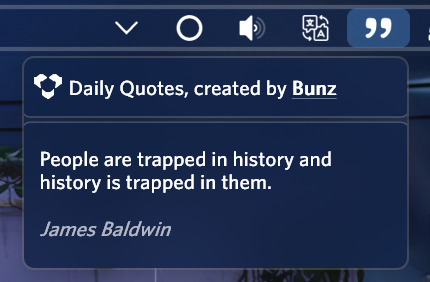 Daily Quotes, created by Bunz
People are trapped in history and
history is trapped in them.
James Baldwin